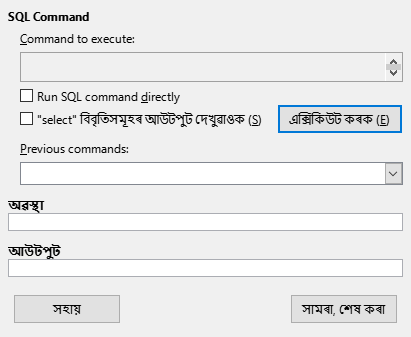 SQL Command
Command to execute:
Run SQL command directly
"select" বিবৃতিসমূহৰ আউটপুট দেখুৱাওক (S)
এক্সিকিউট কৰক (E)
Previous commands:
অৱস্থা
আউটপুট
সহায়
সামৰা, শেষ কৰা